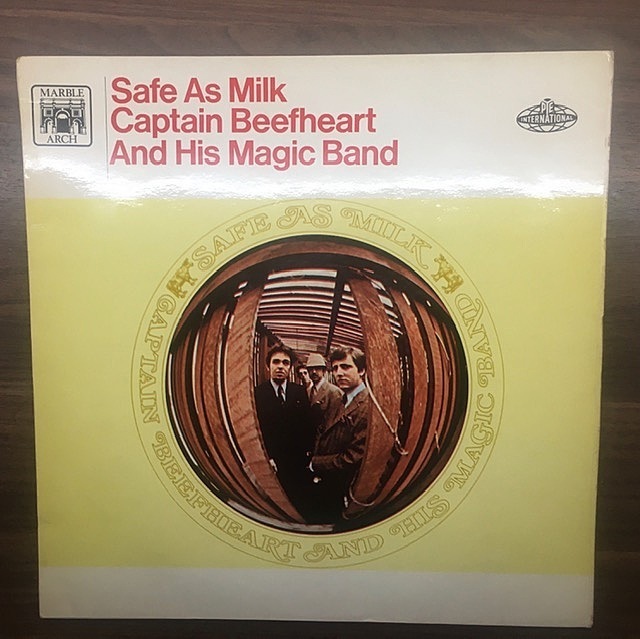 MARBLE
ARCH
Safe As Milk
Captain Beefheart
And His Magic Band
PYE
INTERNATIONAL
SAFE AS MILK
CAPTAIN BEEFHEART AND HIS MAGIC BAND